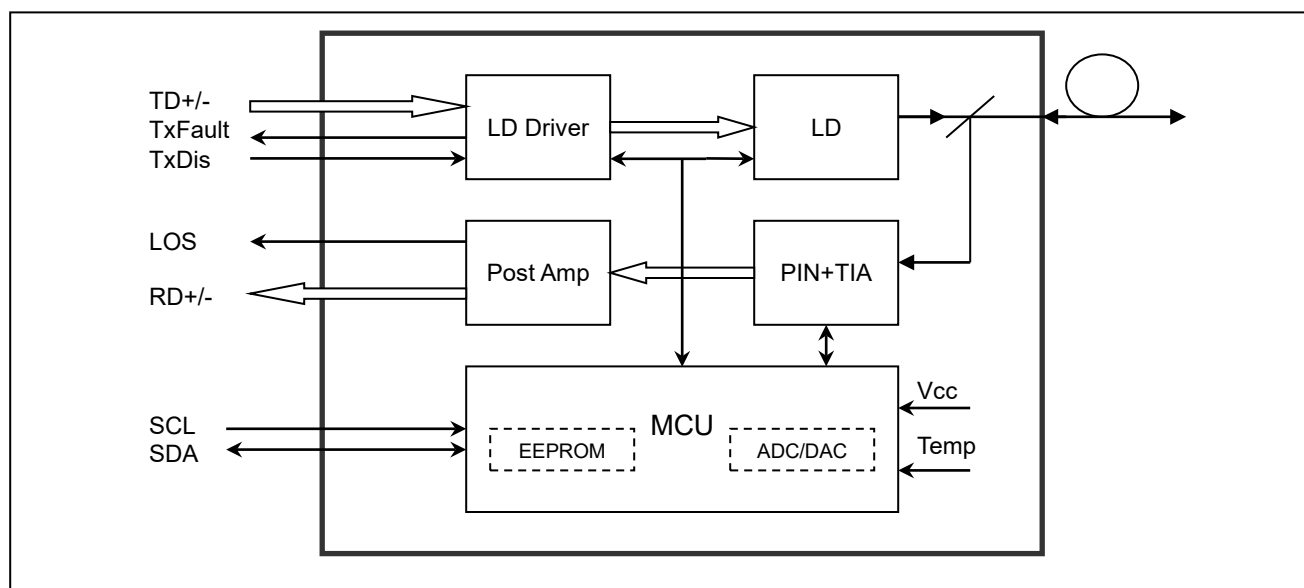 TD+/-
TxFault
TxDis
LD Driver
LD
LOS
RD+/-
Post Amp
PIN+TIA
SCL
SDA
MCU
EEPROM
ADC/DAC
Vcc
Temp